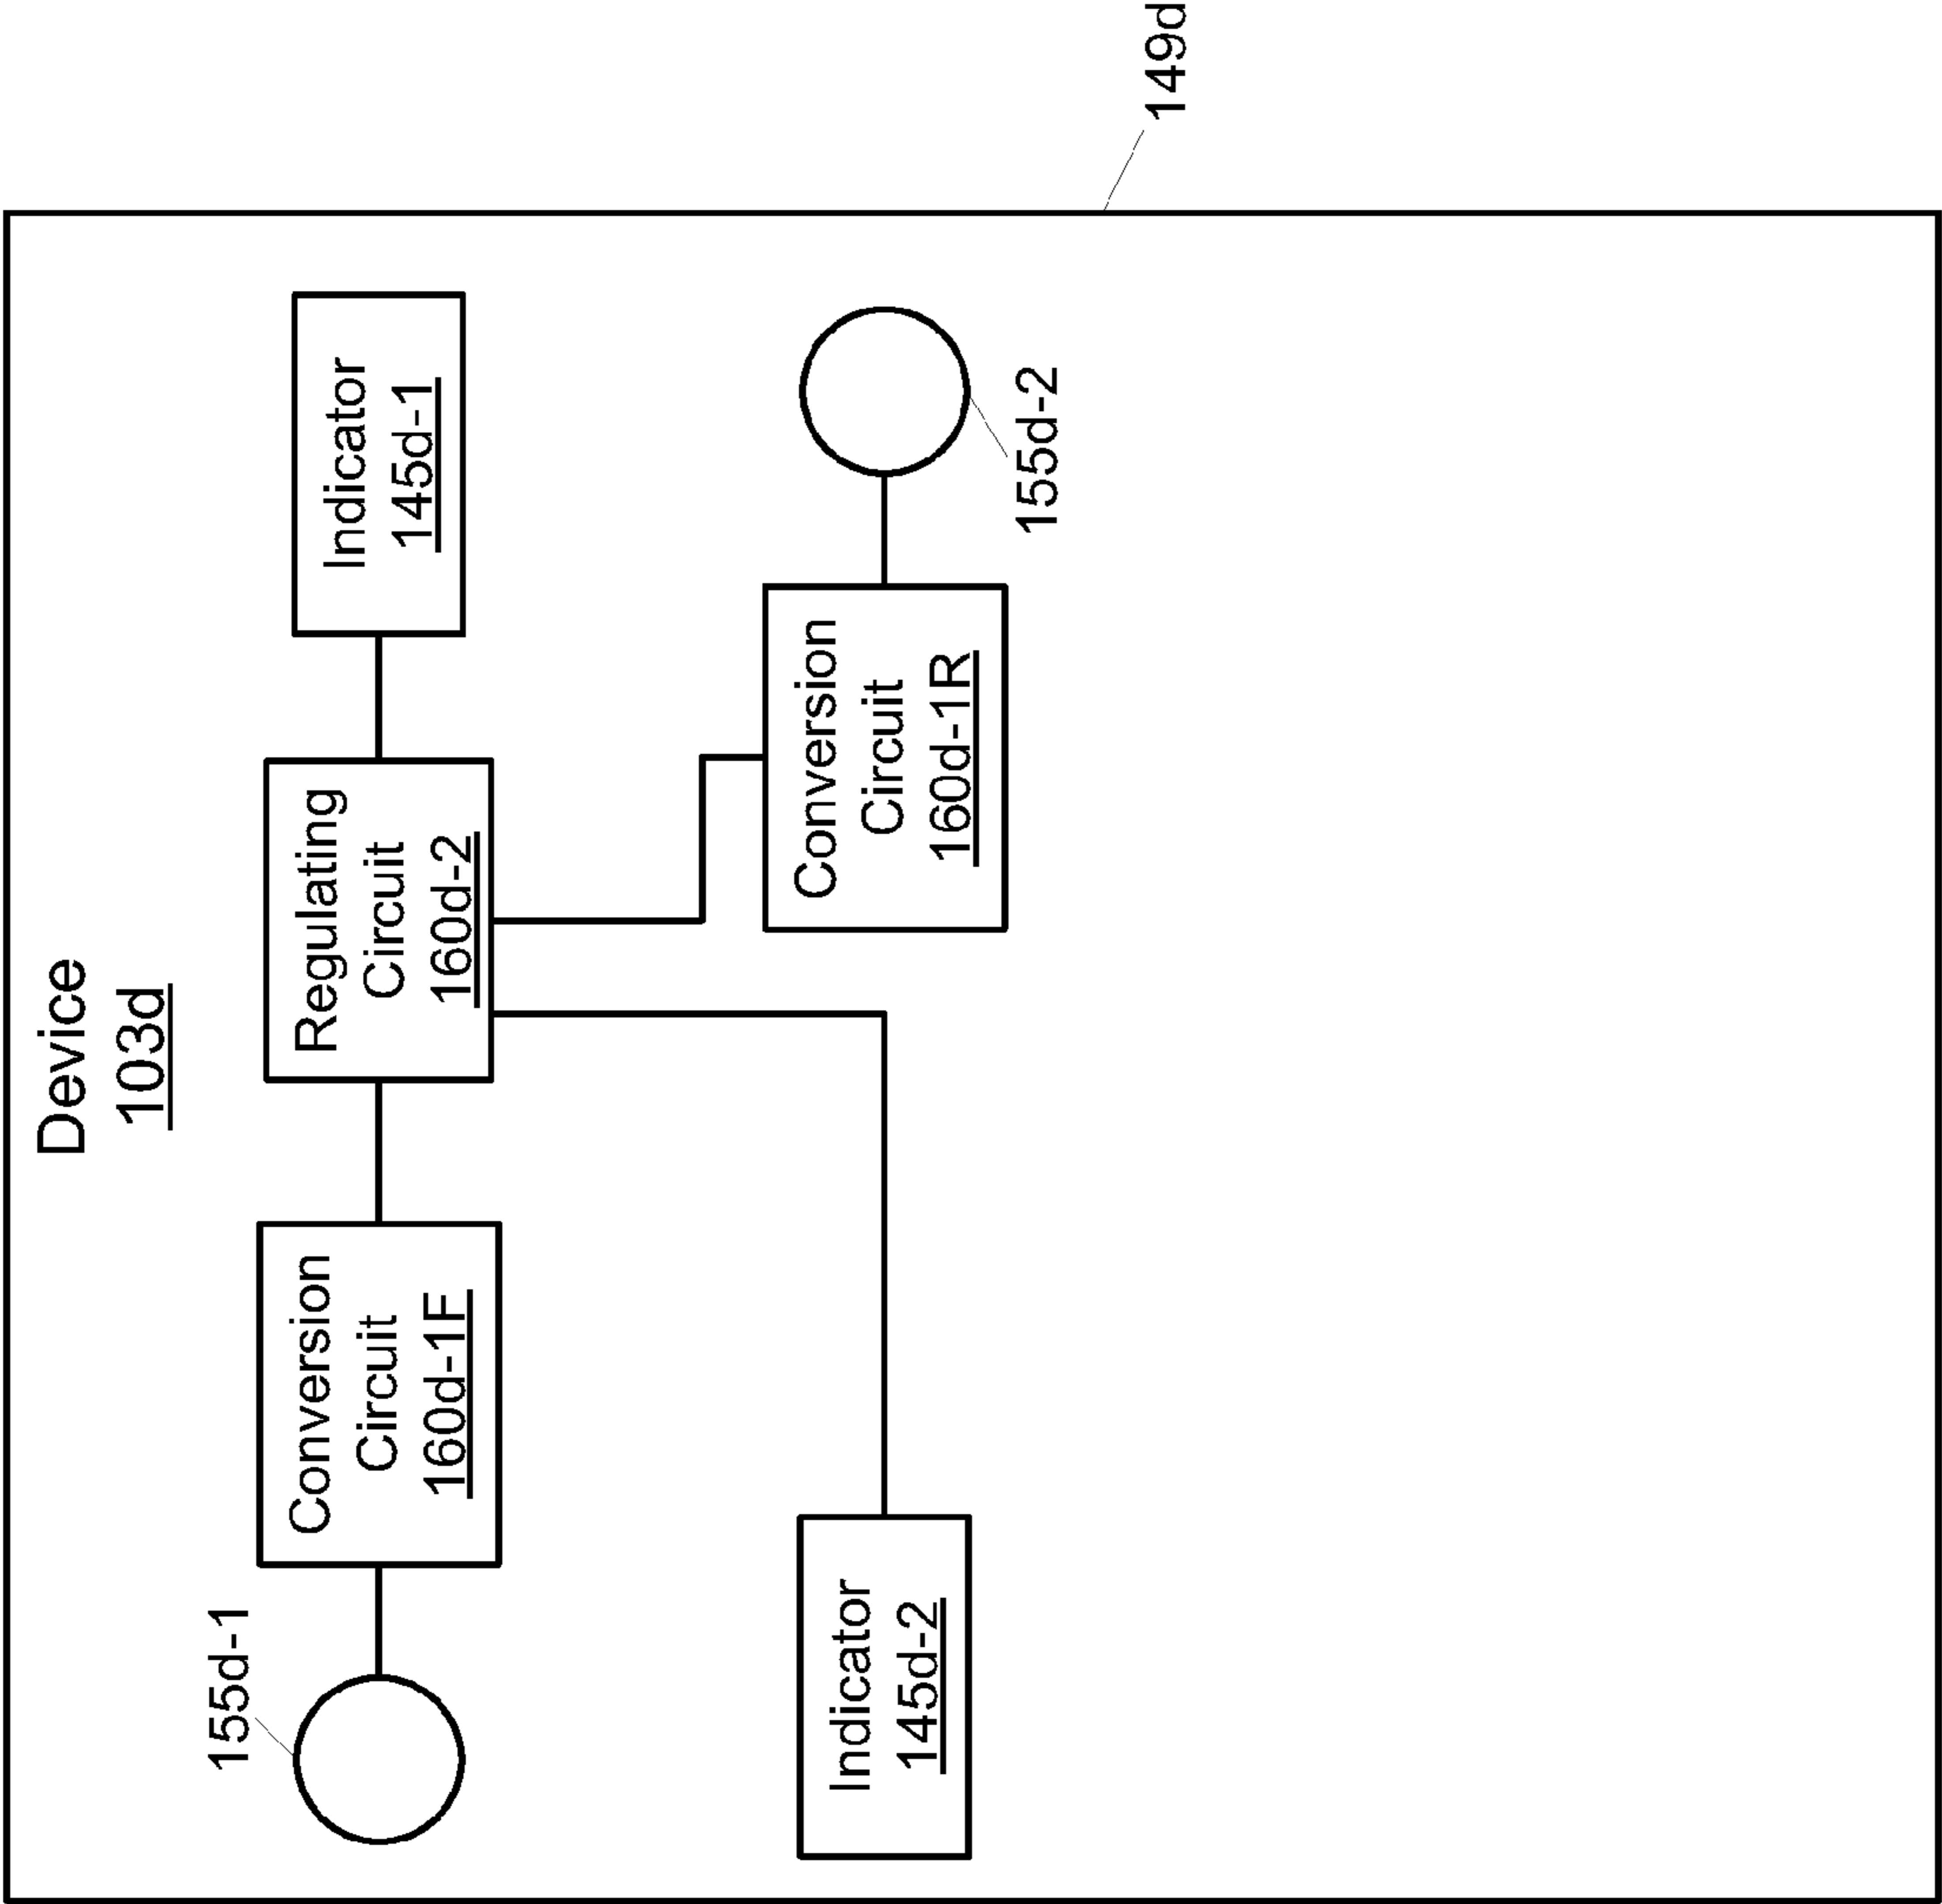 Device
103d
155d-1
Conversion
Circuit
160d-1F
Regulating
Circuit
160d-2
Indicator
145d-1
Indicator
145d-2
Conversion
Circuit
160d-1R
155d-2
149d